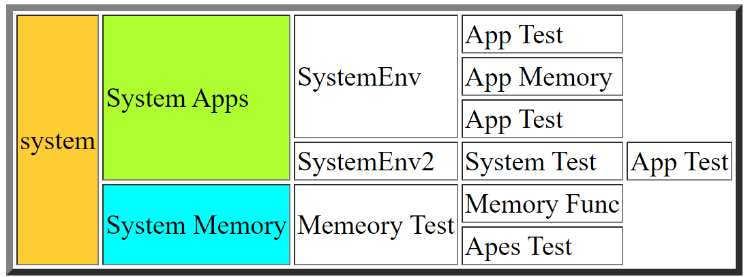 system
System Apps
SystemEnv
App Test
App Memory
App Test
SystemEnv2
System Test
App Test
System Memory
Memeory Test
Memory Func
Apes Test